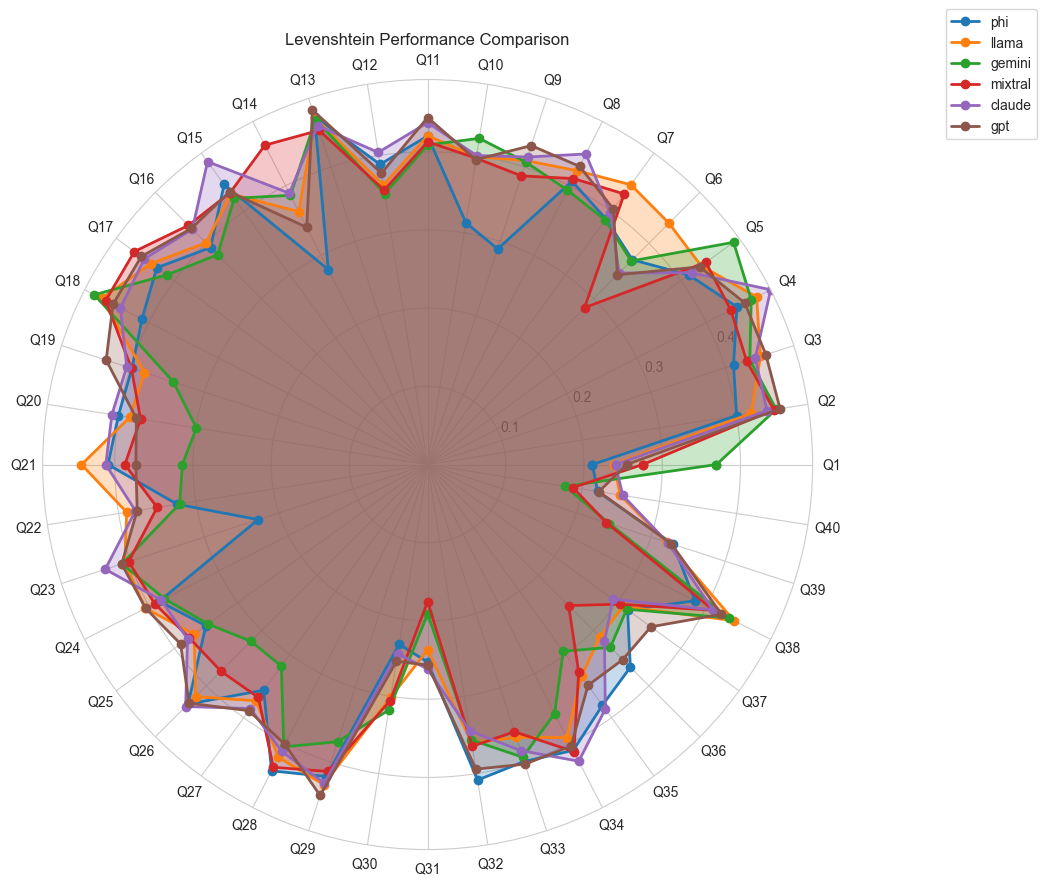 Levenshtein Performance Comparison
phi
llama
gemini
mixtral
claude
gpt
Q1
Q2
Q3
Q4
Q5
Q6
Q7
Q8
Q9
Q10
Q11
Q12
Q13
Q14
Q15
Q16
Q17
Q18
Q19
Q20
Q21
Q22
Q23
Q24
Q25
Q26
Q27
Q28
Q29
Q30
Q31
Q32
Q33
Q34
Q35
Q36
Q37
Q38
Q39
Q40
0.1
0.2
0.3
0.4